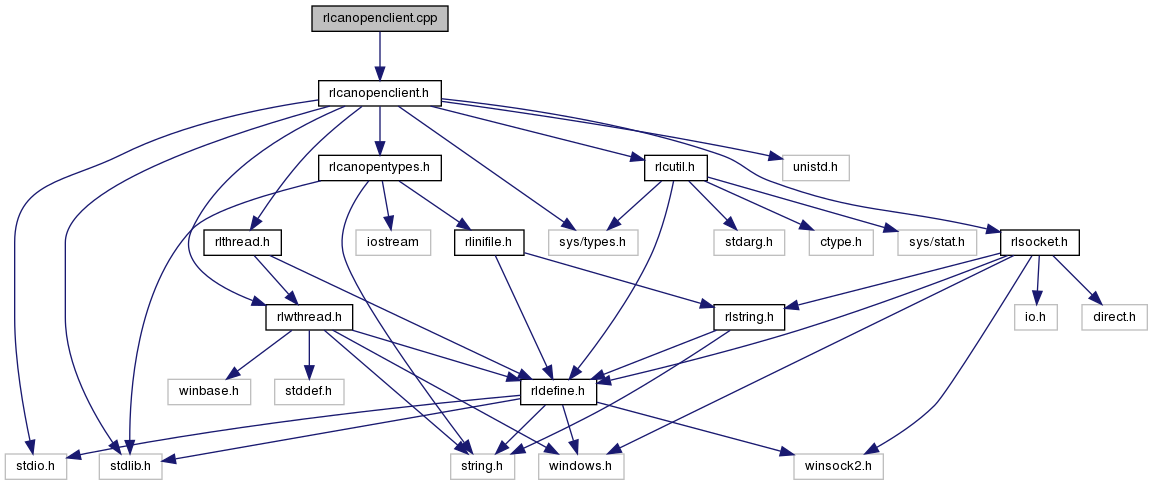 rlcanopenclient.cpp
rlcanopenclient.h
rlcanopentypes.h
rlcutil.h
unistd.h
rlthread.h
iostream
rlinifile.h
sys/types.h
stdarg.h
ctype.h
sys/stat.h
rlsocket.h
rlwthread.h
rlstring.h
io.h
direct.h
winbase.h
stddef.h
rldefine.h
stdio.h
stdlib.h
string.h
windows.h
winsock2.h